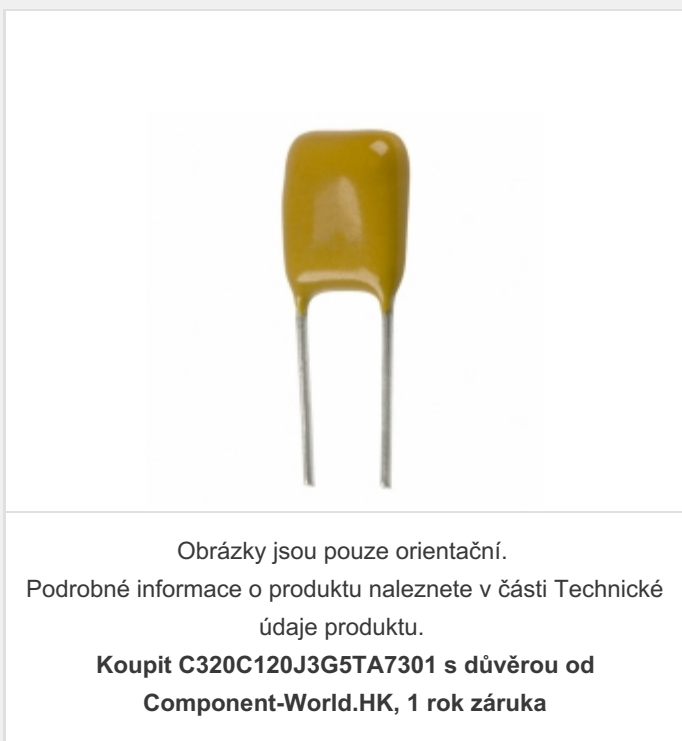 Obrázky jsou pouze orientační.
Podrobné informace o produktu naleznete v části Technické
údaje produktu.
Koupit C320C120J3G5TA7301 s důvěrou od
Component-World.HK, 1 rok záruka